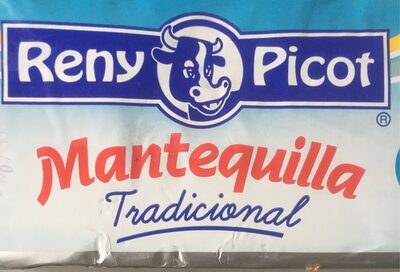 Reny Picot
®
Mantequilla
Tradicional